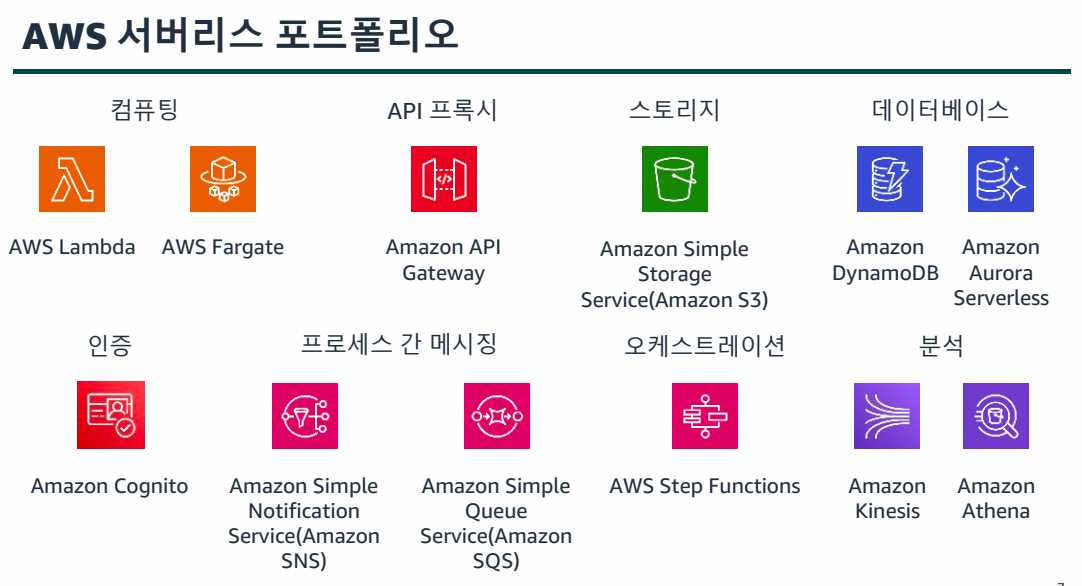 AWS 서버리스 포트폴리오
컴퓨팅
API 프록시
스토리지
데이터베이스
AWS Lambda
AWS Fargate
Amazon API
Gateway
Amazon Simple
Storage
Service(Amazon S3)
Amazon
DynamoDB
Amazon
Aurora
Serverless
인증
프로세스 간 메시징
오케스트레이션
분석
Amazon Cognito
Amazon Simple
Notification
Service(Amazon
SNS)
Amazon Simple
Queue
Service(Amazon
SQS)
AWS Step Functions
Amazon
Kinesis
Amazon
Athena